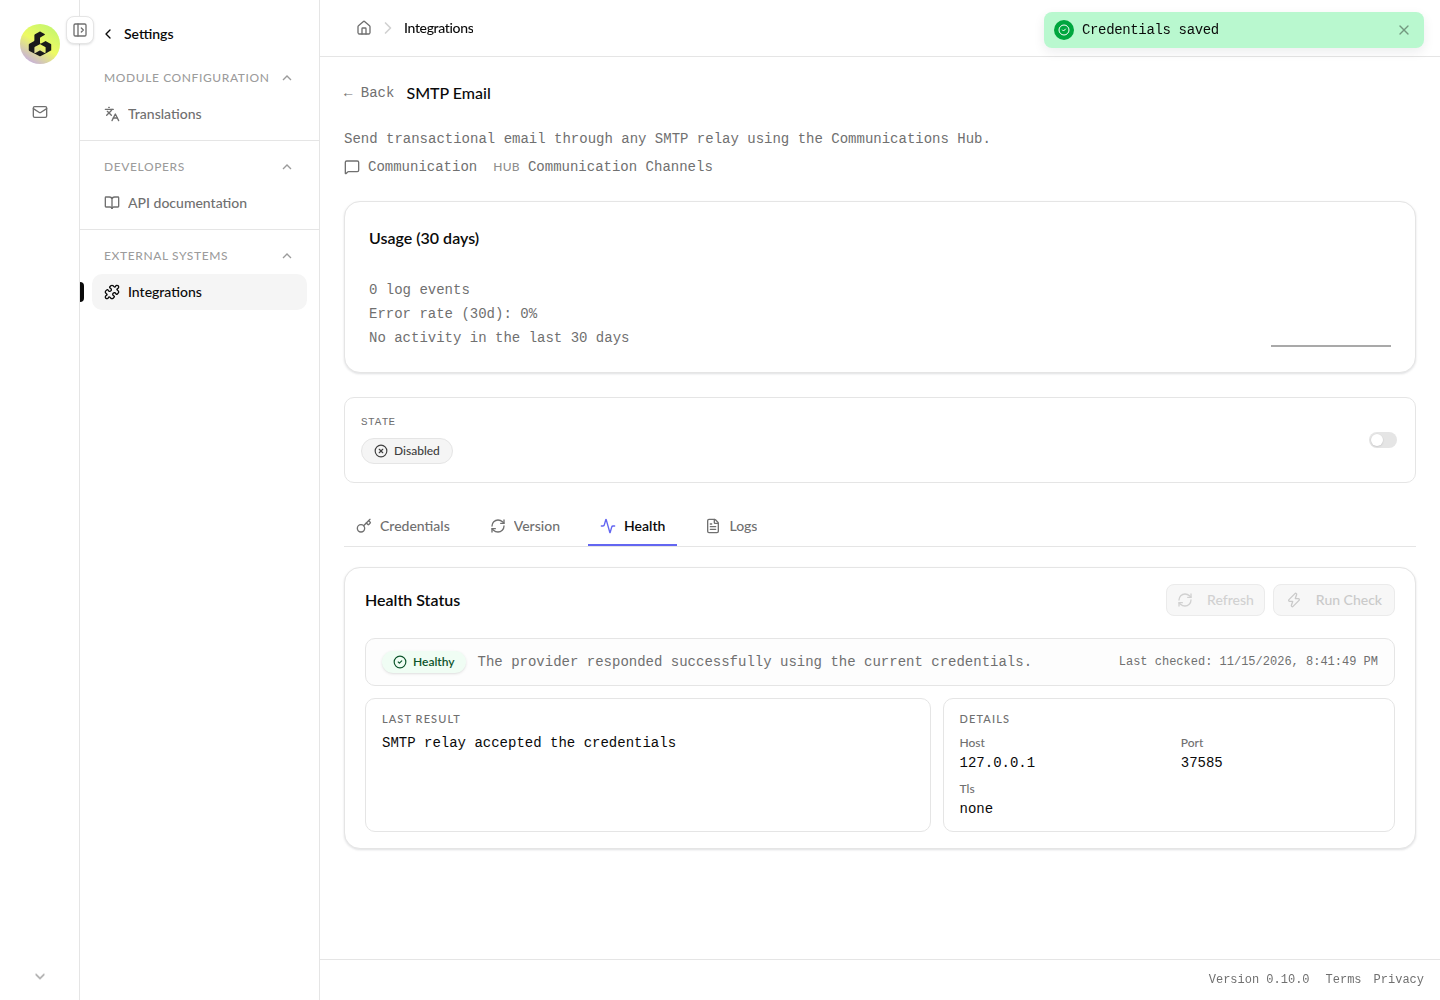 Settings
MODULE CONFIGURATION
Translations
DEVELOPERS
API documentation
EXTERNAL SYSTEMS
Integrations
Integrations
Credentials saved
← Back SMTP Email
Send transactional email through any SMTP relay using the Communications Hub.
Communication HUB Communication Channels
Usage (30 days)
0 log events
Error rate (30d): 0%
No activity in the last 30 days
STATE
Disabled
Credentials Version Health Logs
Health Status Refresh Run Check
Healthy The provider responded successfully using the current credentials. Last checked: 11/15/2026, 8:41:49 PM
LAST RESULT
SMTP relay accepted the credentials
DETAILS
Host Port
127.0.0.1 37585
Tls
none
Version 0.10.0 Terms Privacy